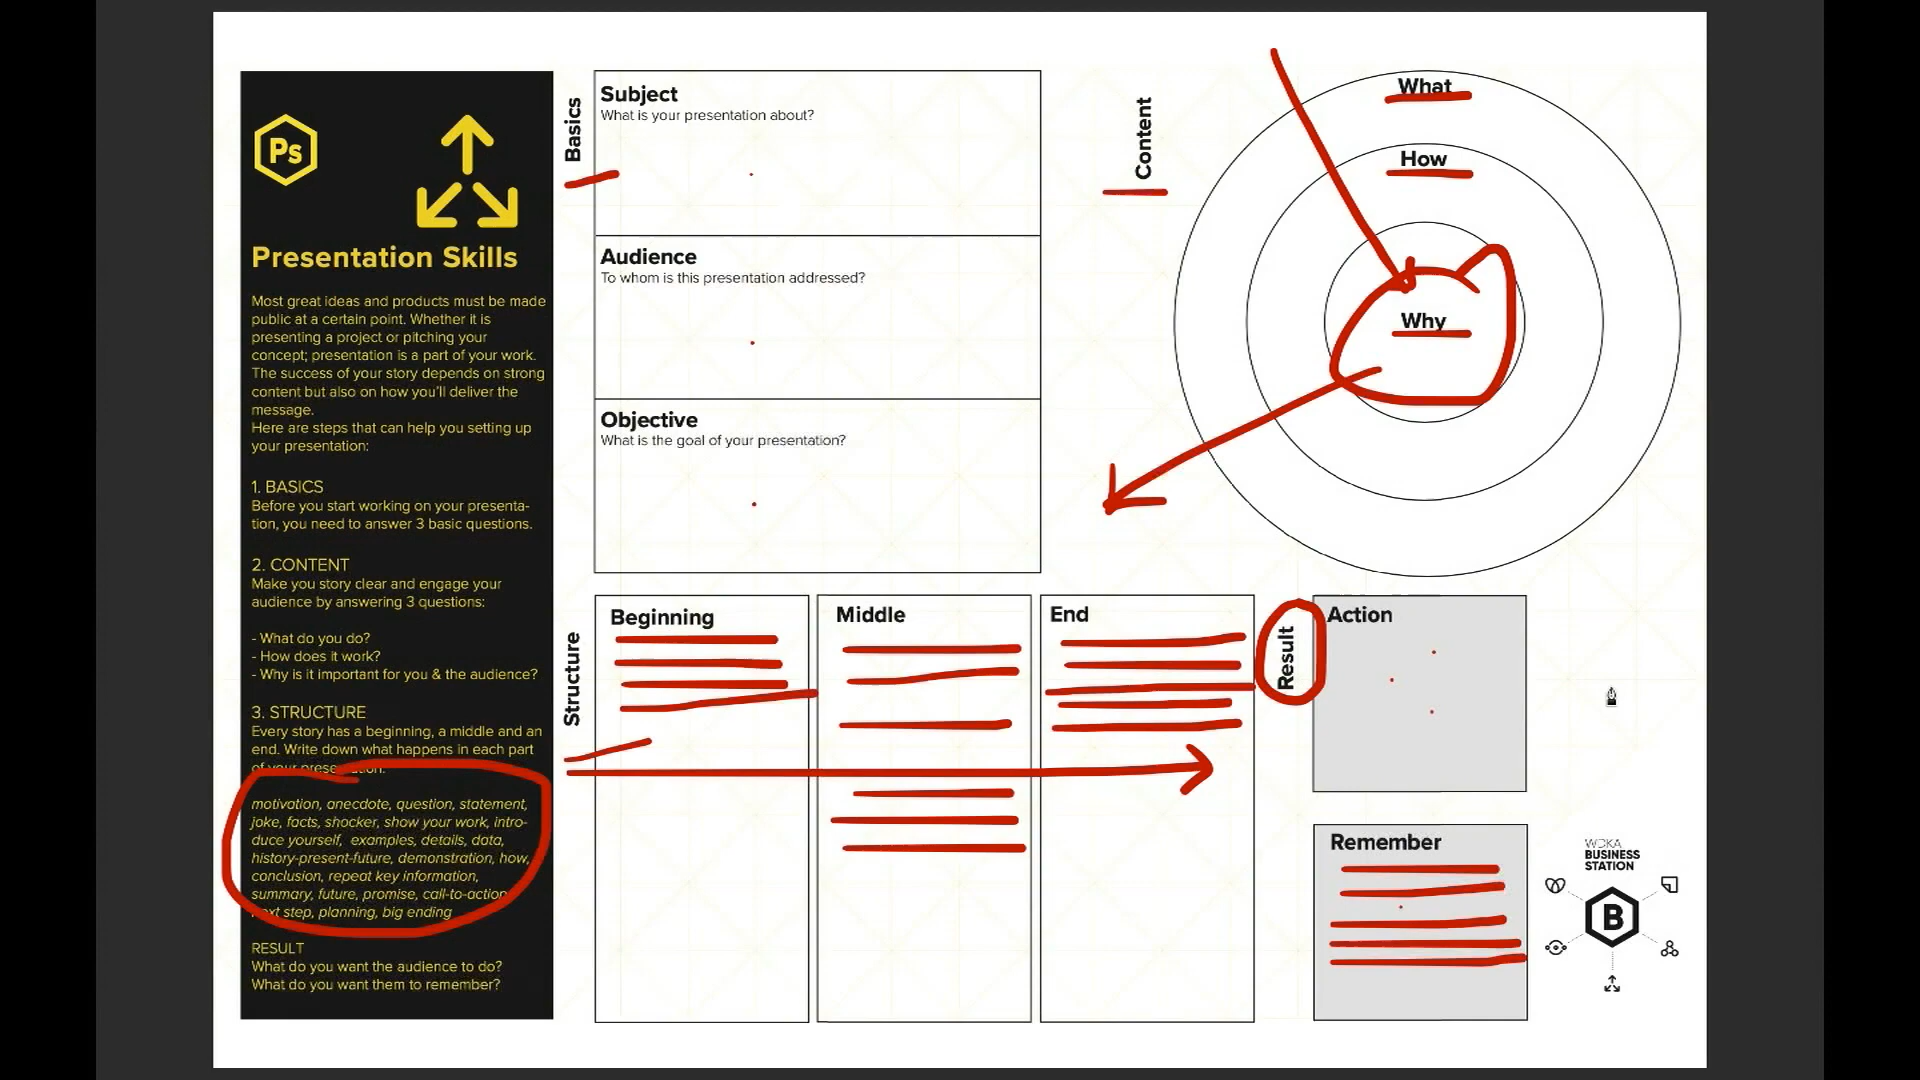 Ps
Presentation Skills
Most great ideas and products must be made
public at a certain point. Whether it is
presenting a project or pitching your
concept; presentation is a part of your work.
The success of your story depends on strong
content but also on how you'll deliver the
message.
Here are steps that can help you setting up
your presentation:
1. BASICS
Before you start working on your presenta-
tion, you need to answer 3 basic questions.
2. CONTENT
Make you story clear and engage your
audience by answering 3 questions:
- What do you do?
- How does it work?
- Why is it important for you & the audience?
3. STRUCTURE
Every story has a beginning, a middle and an
end. Write down what happens in each part
of your presentation.
motivation, anecdote, question, statement,
joke, facts, shocker, show your work, intro-
duce yourself, examples, details, data,
history-present-future, demonstration, how,
conclusion, repeat key information,
summary, future, promise, call-to-action
next step, planning, big ending
RESULT
What do you want the audience to do?
What do you want them to remember?
Basics
Subject
What is your presentation about?
Audience
To whom is this presentation addressed?
Objective
What is the goal of your presentation?
Content
What
How
Why
Structure
Beginning
Middle
End
Result
Action
Remember
WDKA
BUSINESS
STATION
B